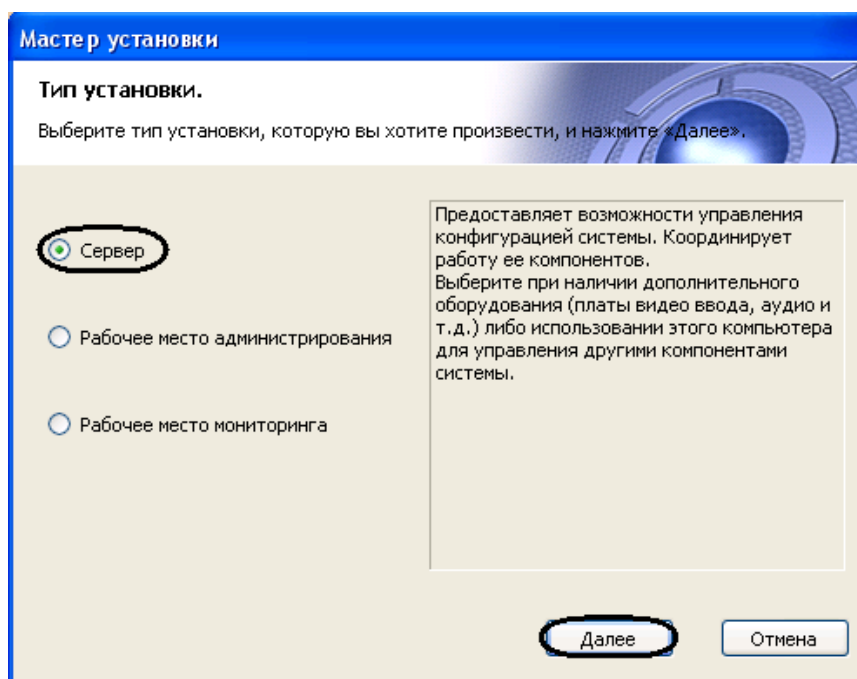 Мастер установки
Тип установки.
Выберите тип установки, которую вы хотите произвести, и нажмите «Далее».
Сервер
Рабочее место администрирования
Рабочее место мониторинга
Предоставляет возможности управления
конфигурацией системы. Координирует
работу ее компонентов.
Выберите при наличии дополнительного
оборудования (платы видео ввода, аудио и
т.д.) либо использовании этого компьютера
для управления другими компонентами
системы.
Далее
Отмена